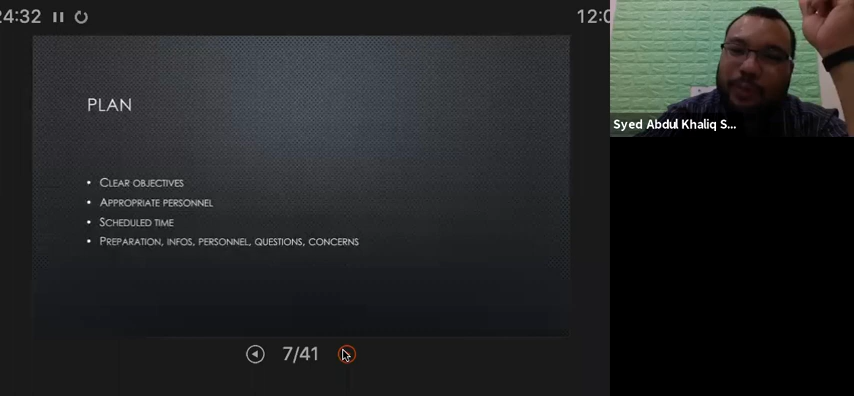 24:32
12:0
PLAN
• CLEAR OBJECTIVES
• APPROPRIATE PERSONNEL
• SCHEDULED TIME
• PREPARATION, INFOS, PERSONNEL, QUESTIONS, CONCERNS
7/41
Syed Abdul Khaliq S...